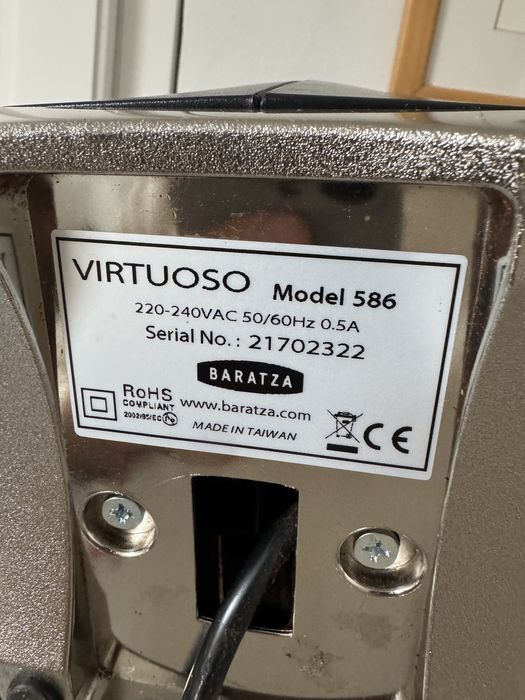 VIRTUOSO Model 586
220-240VAC 50/60Hz 0.5A
Serial No. : 21702322
BARATZA
RoHS
COMPLIANT
2002/95/EC
www.baratza.com
MADE IN TAIWAN
CE